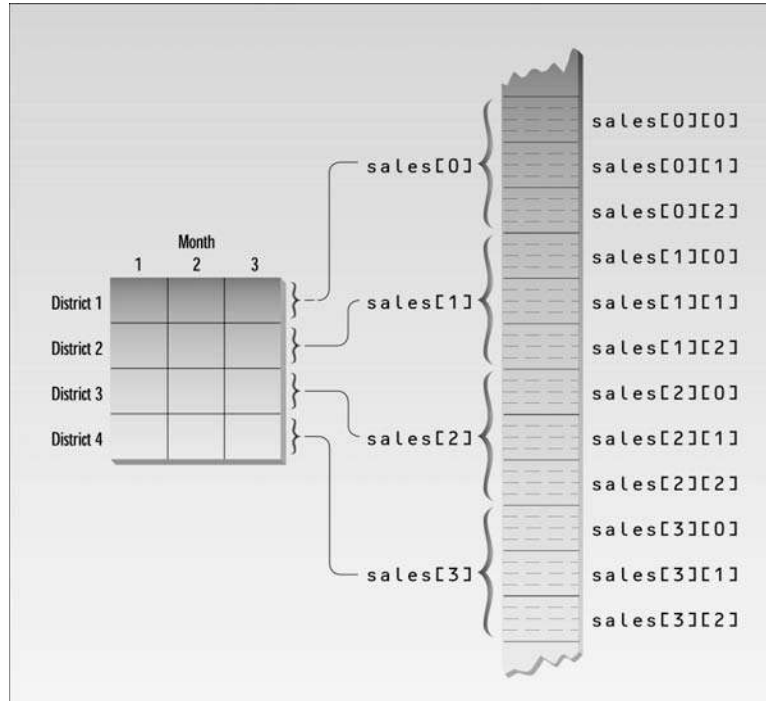 Month
1 2 3
District 1
District 2
District 3
District 4
sales[0]
sales[1]
sales[2]
sales[3]
sales[0][0]
sales[0][1]
sales[0][2]
sales[1][0]
sales[1][1]
sales[1][2]
sales[2][0]
sales[2][1]
sales[2][2]
sales[3][0]
sales[3][1]
sales[3][2]